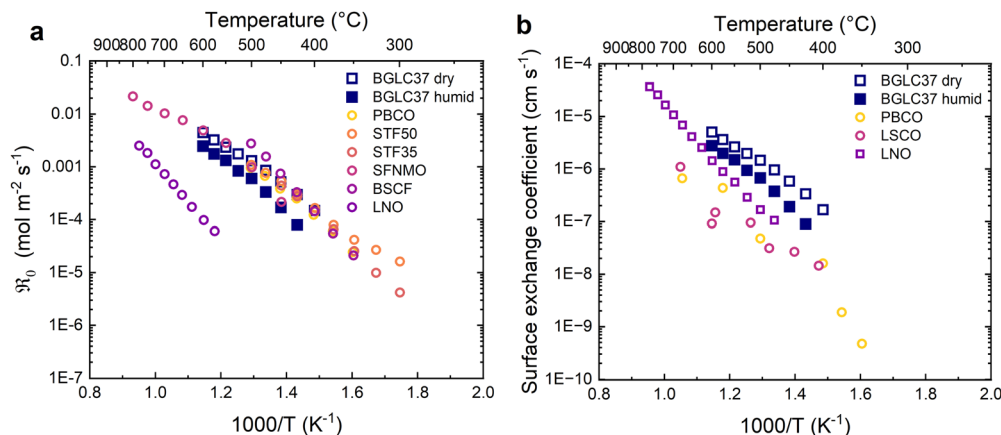 a
Temperature (°C)
900 800 700 600 500 400 300
0.1
0.01
0.001
1E-4
1E-5
1E-6
1E-7
ℜ₀ (mol m⁻² s⁻¹)
BGLC37 dry
BGLC37 humid
PBCO
STF50
STF35
SFNMO
BSCF
LNO
0.8 1.0 1.2 1.4 1.6 1.8 2.0
1000/T (K⁻¹)
b
Temperature (°C)
900 800 700 600 500 400 300
1E-4
1E-5
1E-6
1E-7
1E-8
1E-9
1E-10
Surface exchange coefficient (cm s⁻¹)
BGLC37 dry
BGLC37 humid
PBCO
LSCO
LNO
0.8 1.0 1.2 1.4 1.6 1.8 2.0
1000/T (K⁻¹)